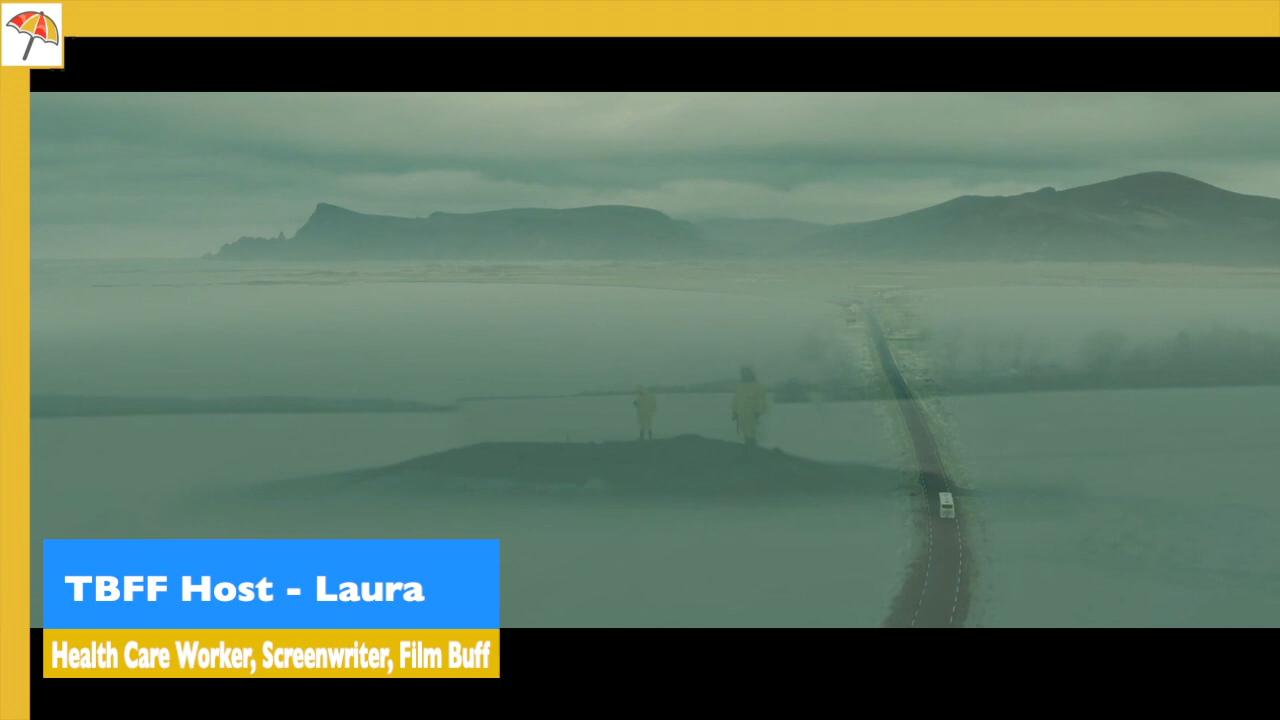 TBFF Host - Laura
Health Care Worker, Screenwriter, Film Buff